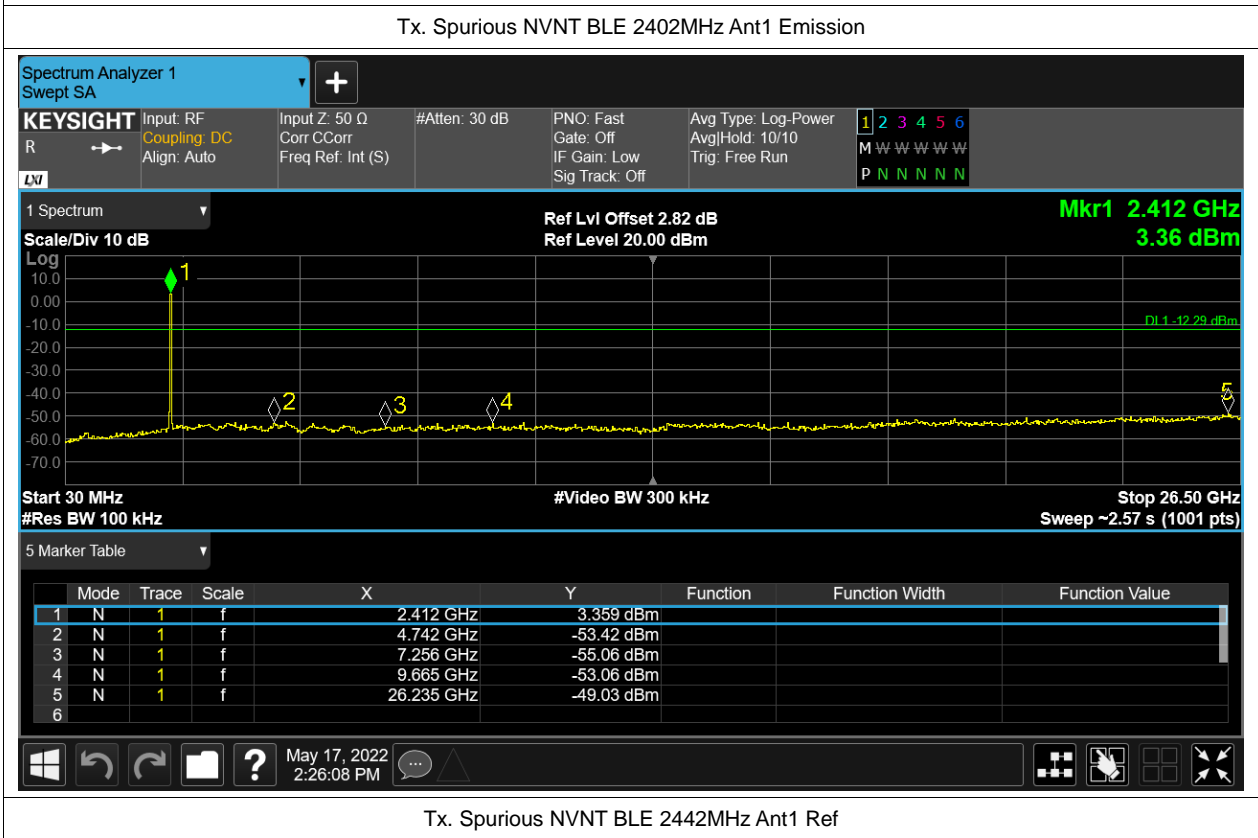 Tx. Spurious NVNT BLE 2402MHz Ant1 Emission
Spectrum Analyzer 1
Swept SA
KEYSIGHT
R
LXI
Input: RF
Coupling: DC
Align: Auto
Input Z: 50 Ω
Corr CCorr
Freq Ref: Int (S)
#Atten: 30 dB
PNO: Fast
Gate: Off
IF Gain: Low
Sig Track: Off
Avg Type: Log-Power
Avg|Hold: 10/10
Trig: Free Run
1 2 3 4 5 6
M W W W W W
P N N N N N
1 Spectrum
Scale/Div 10 dB
Ref Lvl Offset 2.82 dB
Ref Level 20.00 dBm
Mkr1 2.412 GHz
3.36 dBm
Log
10.0
0.00
-10.0
-20.0
-30.0
-40.0
-50.0
-60.0
-70.0
1
DL1 -12.29 dBm
2
3
4
5
Start 30 MHz
#Res BW 100 kHz
#Video BW 300 kHz
Stop 26.50 GHz
Sweep ~2.57 s (1001 pts)
5 Marker Table
Mode Trace Scale X Y Function Function Width Function Value
1 N 1 f 2.412 GHz 3.359 dBm
2 N 1 f 4.742 GHz -53.42 dBm
3 N 1 f 7.256 GHz -55.06 dBm
4 N 1 f 9.665 GHz -53.06 dBm
5 N 1 f 26.235 GHz -49.03 dBm
6
?
May 17, 2022
2:26:08 PM
Tx. Spurious NVNT BLE 2442MHz Ant1 Ref